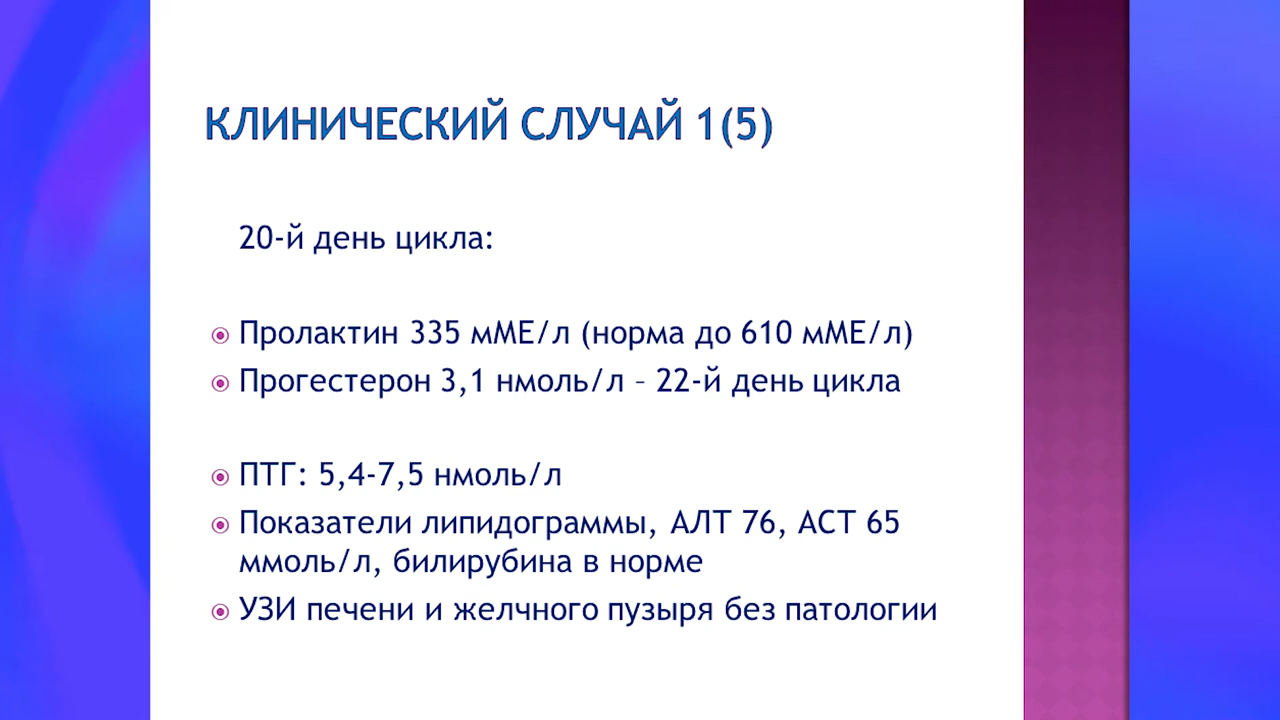 КЛИНИЧЕСКИЙ СЛУЧАЙ 1(5)
20-й день цикла:
Пролактин 335 мМЕ/л (норма до 610 мМЕ/л)
Прогестерон 3,1 нмоль/л – 22-й день цикла
ПТГ: 5,4-7,5 нмоль/л
Показатели липидограммы, АЛТ 76, АСТ 65
ммоль/л, билирубина в норме
УЗИ печени и желчного пузыря без патологии